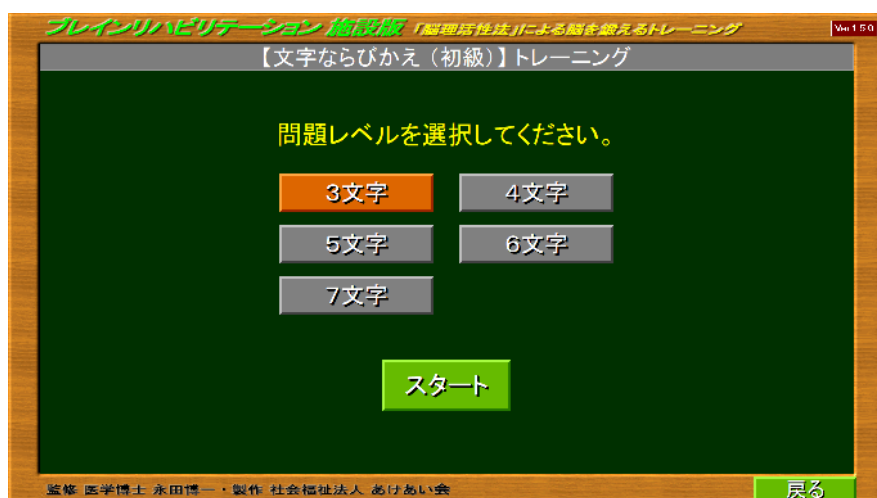 ブレインリハビリテーション 施設版 「脳理活性法」による脳を鍛えるトレーニング
Ver 1.5.0
【文字ならびかえ（初級）】トレーニング
問題レベルを選択してください。
3文字 4文字
5文字 6文字
7文字
スタート
監修 医学博士 永田博一・製作 社会福祉法人 あけあい会
戻る